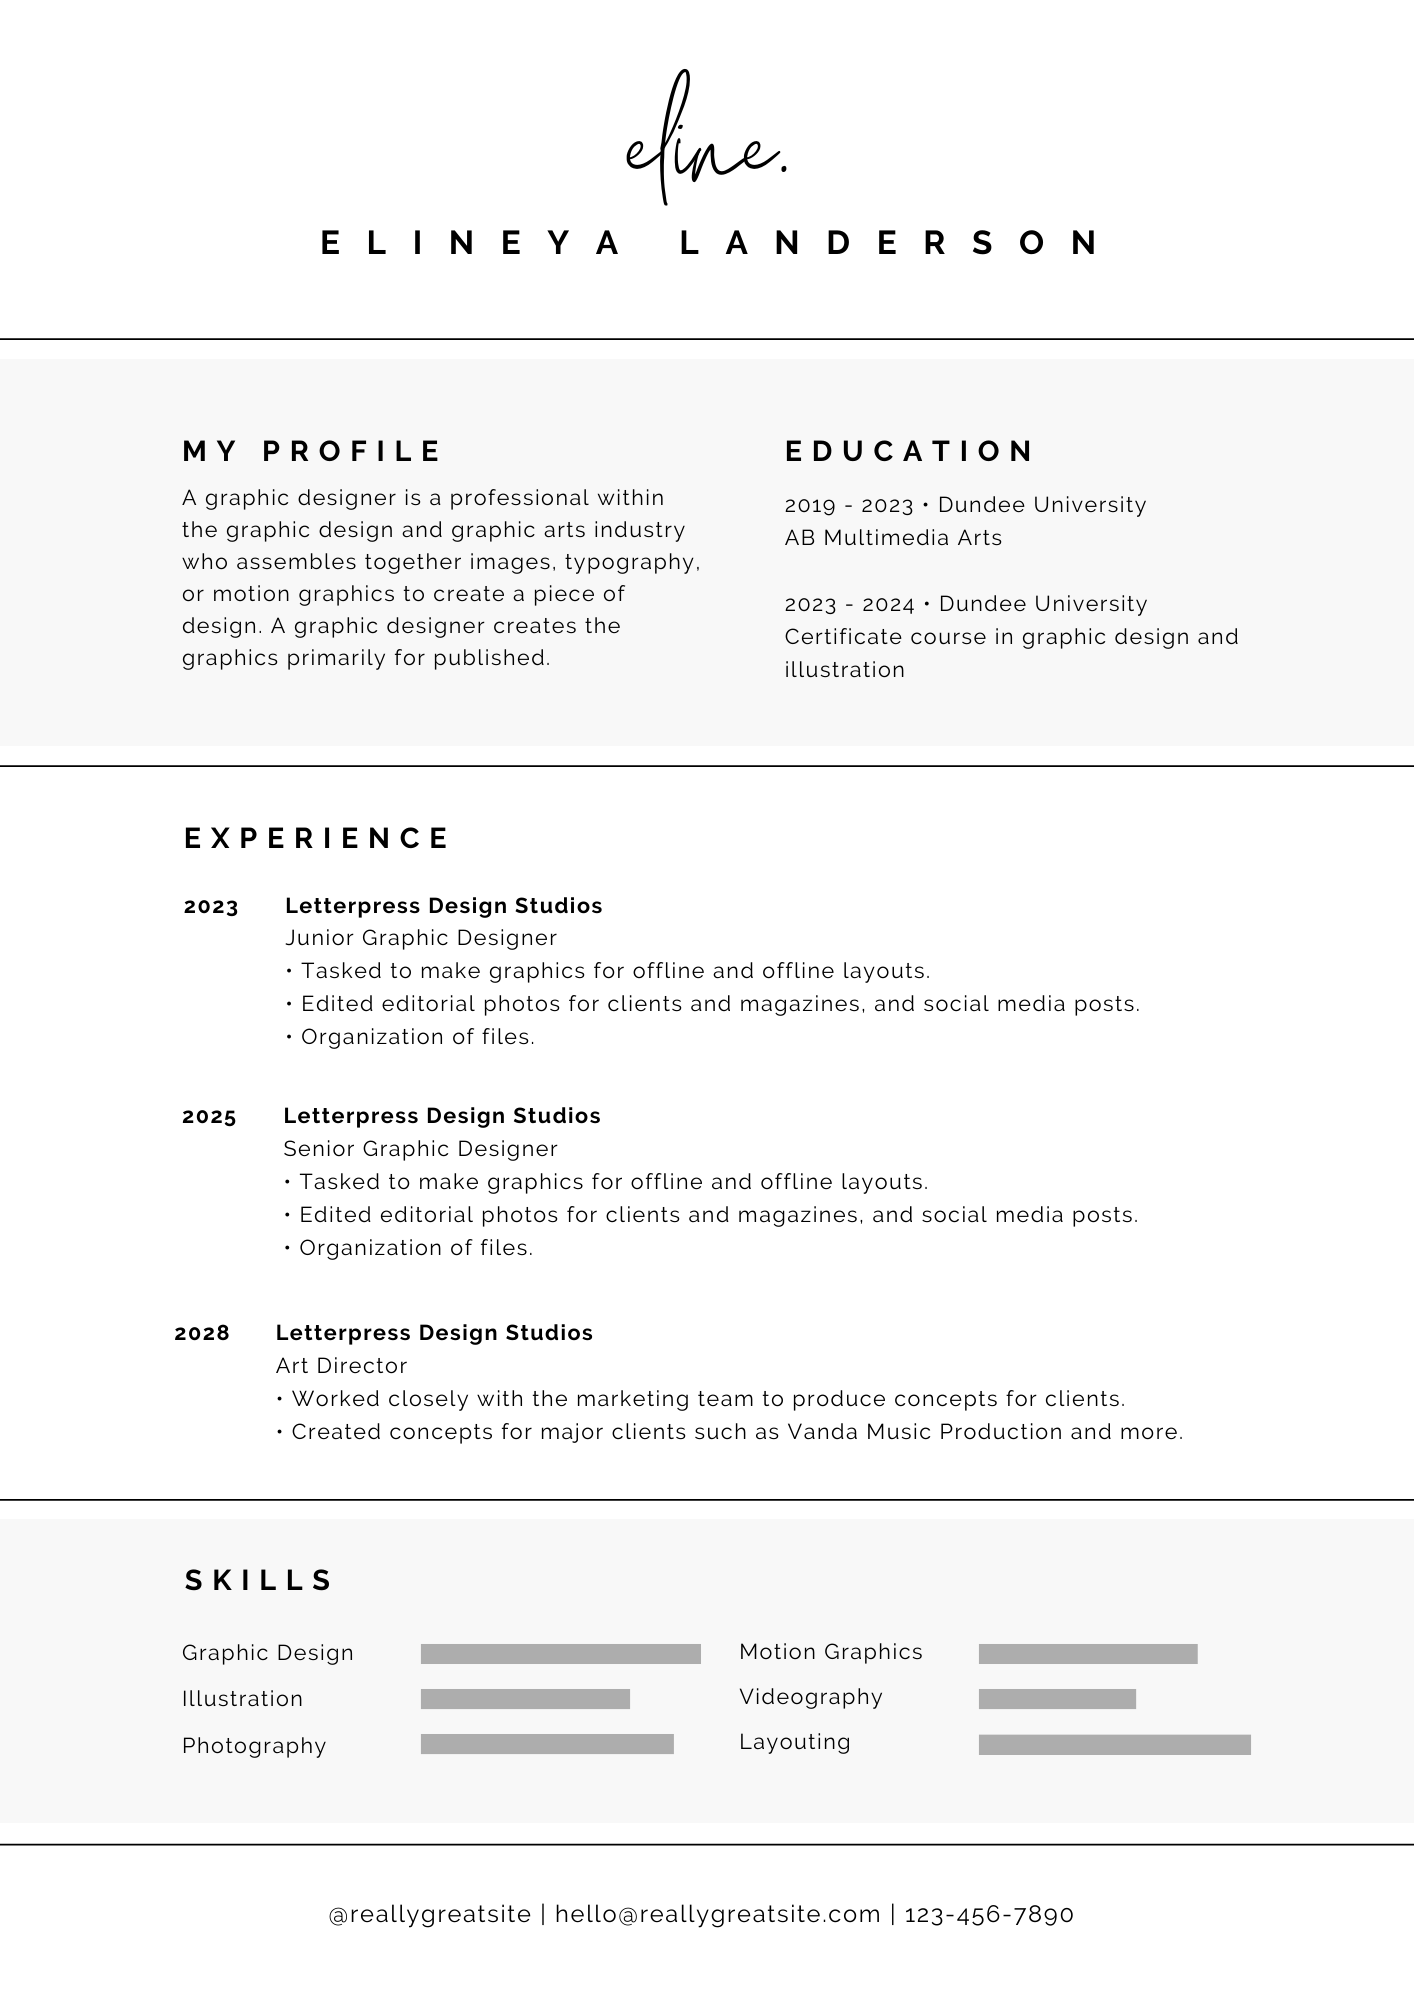 eline.
ELINEYA LANDERSON
MY PROFILE
A graphic designer is a professional within
the graphic design and graphic arts industry
who assembles together images, typography,
or motion graphics to create a piece of
design. A graphic designer creates the
graphics primarily for published.
EDUCATION
2019 - 2023 • Dundee University
AB Multimedia Arts
2023 - 2024 • Dundee University
Certificate course in graphic design and
illustration
EXPERIENCE
2023 Letterpress Design Studios
Junior Graphic Designer
• Tasked to make graphics for offline and offline layouts.
• Edited editorial photos for clients and magazines, and social media posts.
• Organization of files.
2025 Letterpress Design Studios
Senior Graphic Designer
• Tasked to make graphics for offline and offline layouts.
• Edited editorial photos for clients and magazines, and social media posts.
• Organization of files.
2028 Letterpress Design Studios
Art Director
• Worked closely with the marketing team to produce concepts for clients.
• Created concepts for major clients such as Vanda Music Production and more.
SKILLS
Graphic Design
Illustration
Photography
Motion Graphics
Videography
Layouting
@reallygreatsite | hello@reallygreatsite.com | 123-456-7890